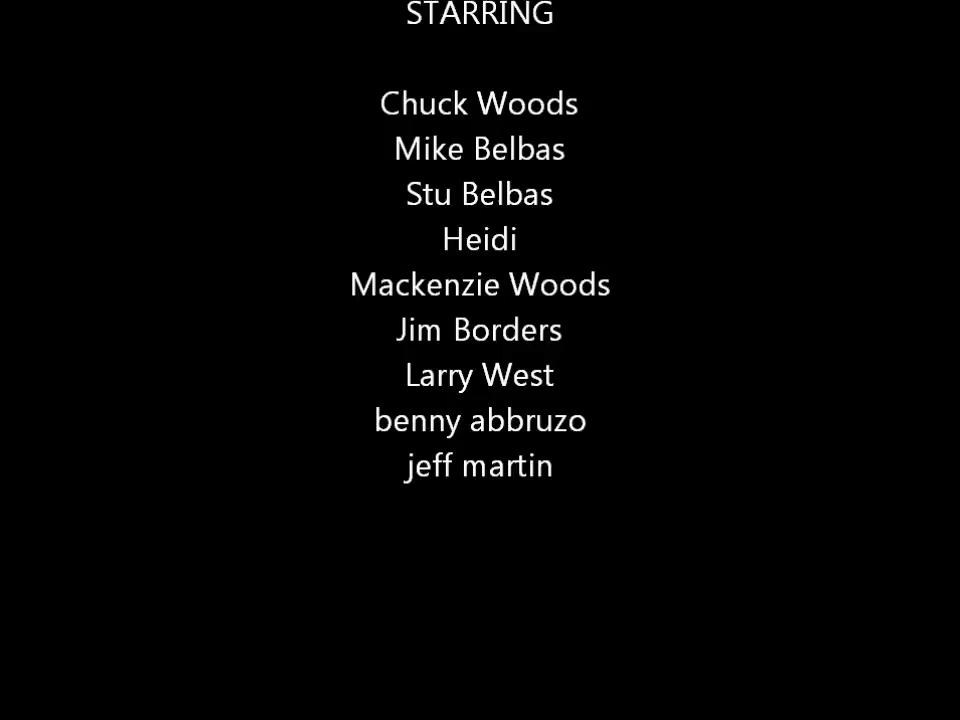 STARRING
Chuck Woods
Mike Belbas
Stu Belbas
Heidi
Mackenzie Woods
Jim Borders
Larry West
benny abbruzo
jeff martin